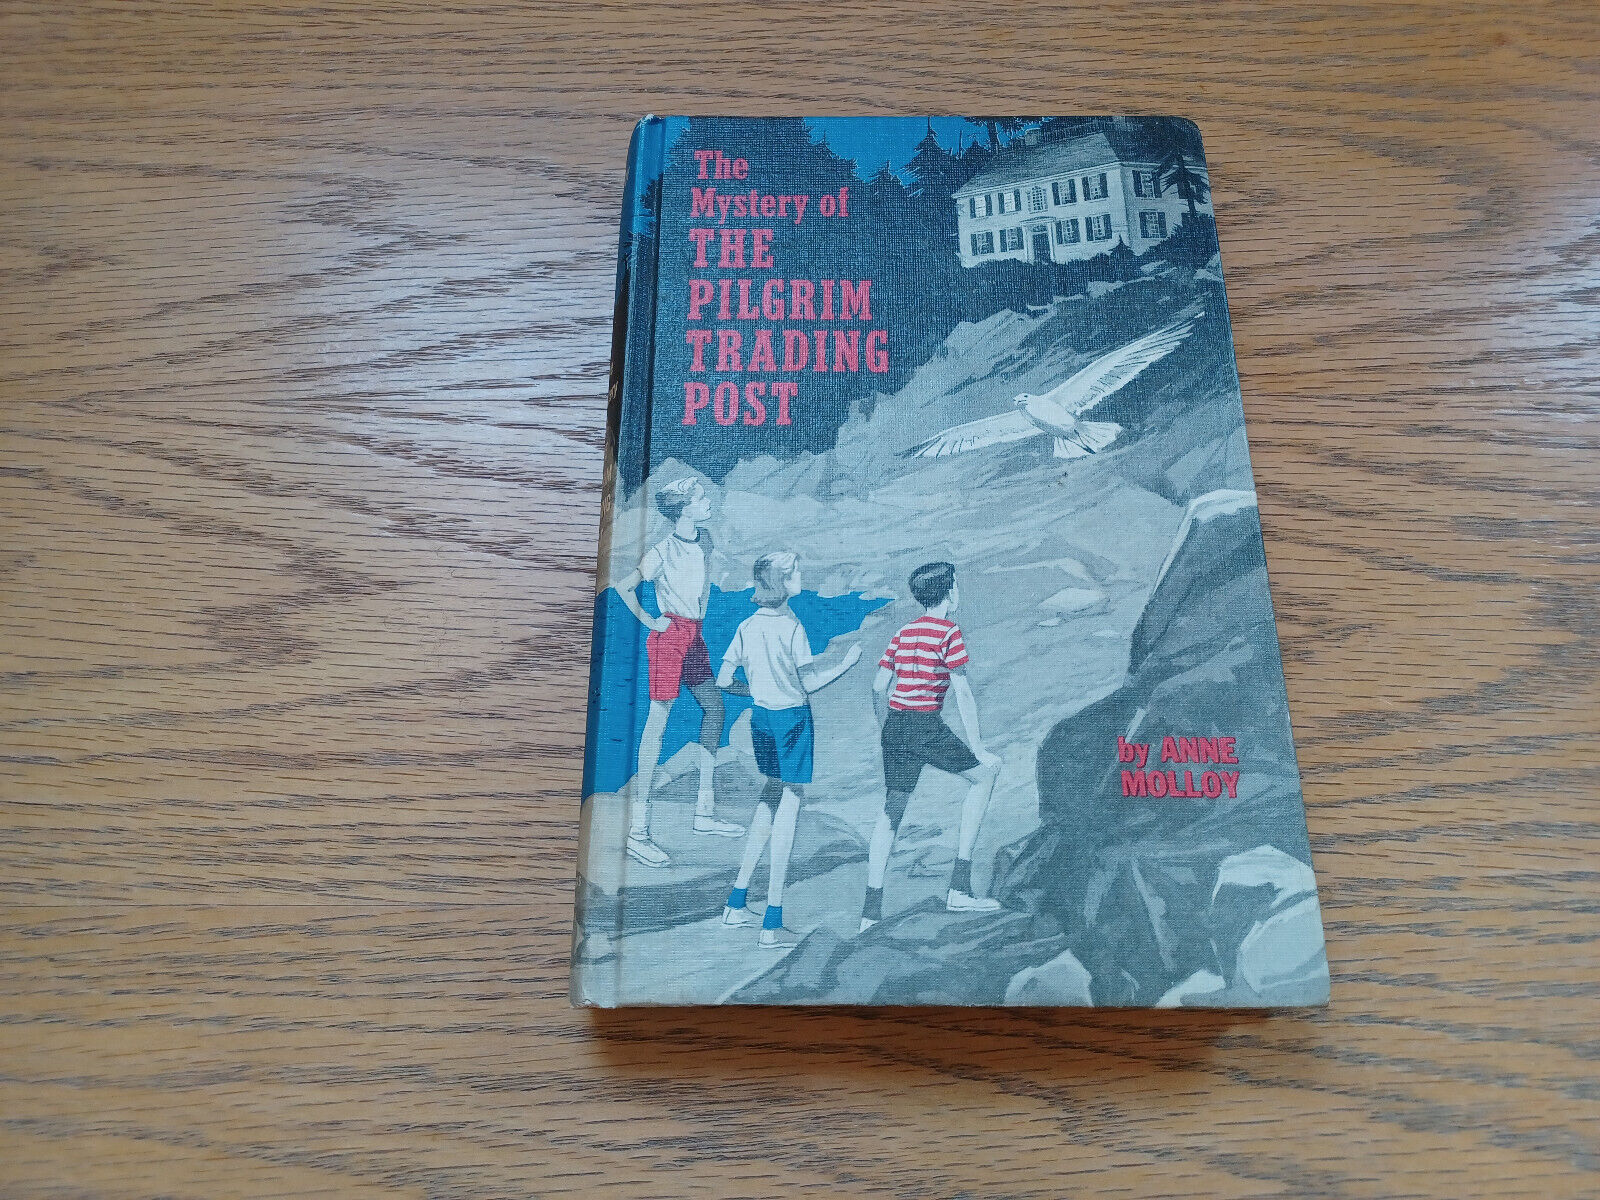 The
Mystery of
THE
PILGRIM
TRADING
POST
by ANNE
MOLLOY